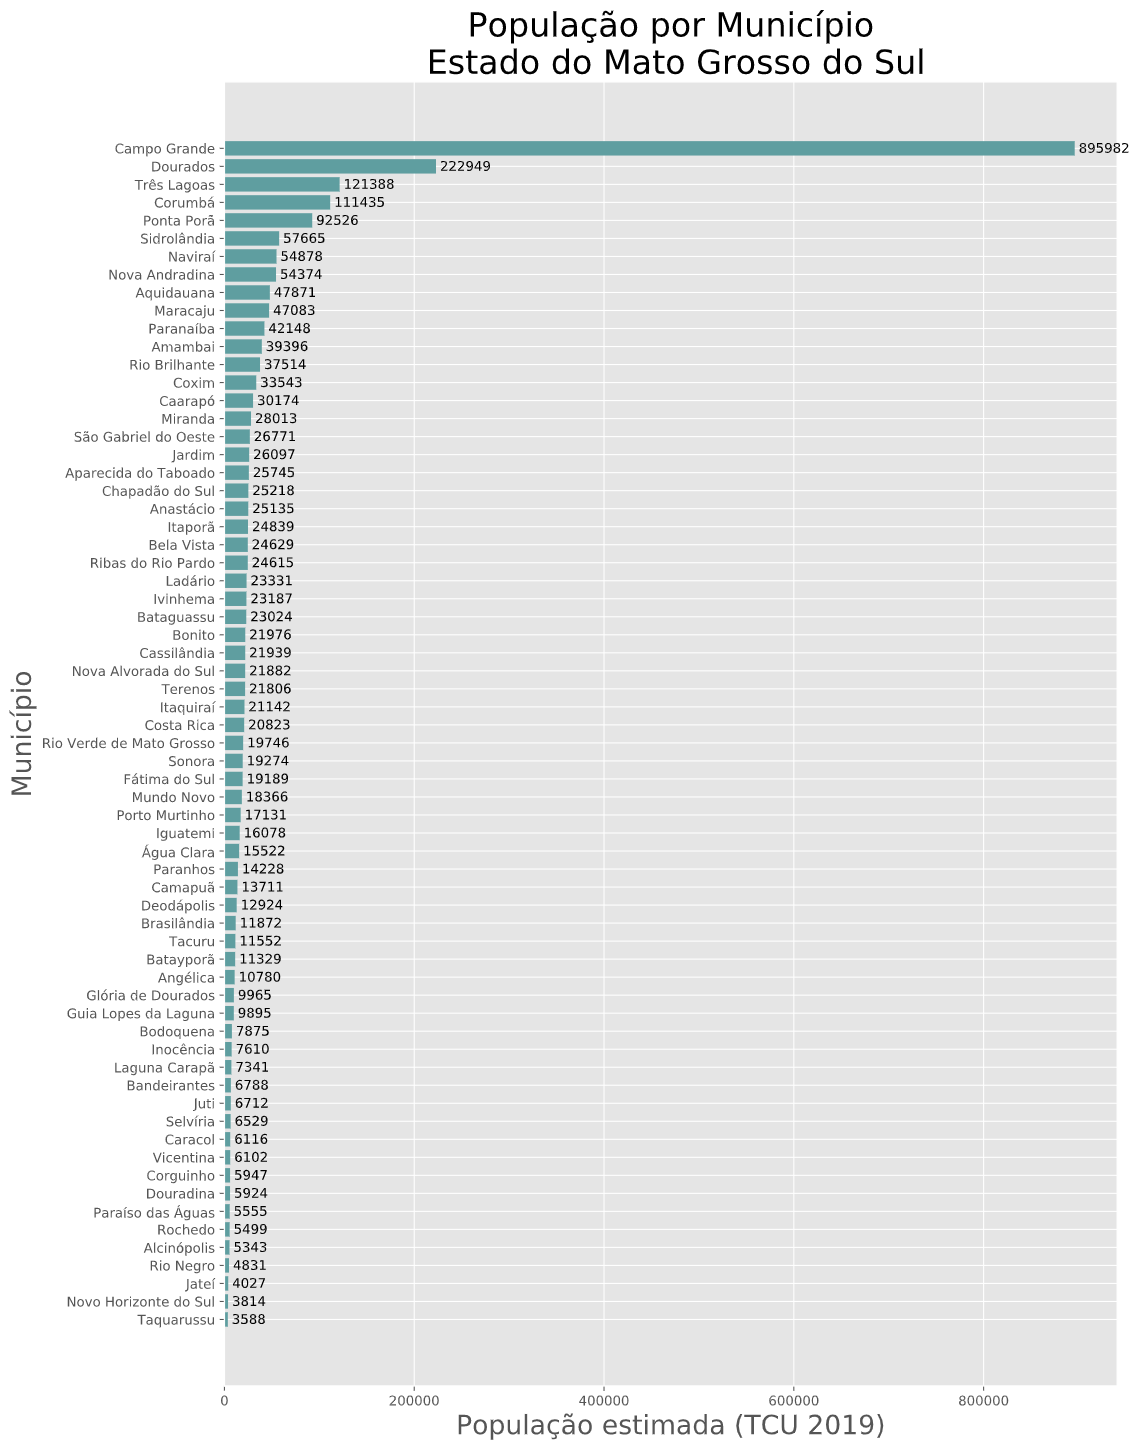 População por Município
Estado do Mato Grosso do Sul
Campo Grande 895982
Dourados 222949
Três Lagoas 121388
Corumbá 111435
Ponta Porã 92526
Sidrolândia 57665
Naviraí 54878
Nova Andradina 54374
Aquidauana 47871
Maracaju 47083
Paranaíba 42148
Amambai 39396
Rio Brilhante 37514
Coxim 33543
Caarapó 30174
Miranda 28013
São Gabriel do Oeste 26771
Jardim 26097
Aparecida do Taboado 25745
Chapadão do Sul 25218
Anastácio 25135
Itaporã 24839
Bela Vista 24629
Ribas do Rio Pardo 24615
Ladário 23331
Ivinhema 23187
Bataguassu 23024
Bonito 21976
Cassilândia 21939
Nova Alvorada do Sul 21882
Terenos 21806
Itaquiraí 21142
Costa Rica 20823
Rio Verde de Mato Grosso 19746
Sonora 19274
Fátima do Sul 19189
Mundo Novo 18366
Porto Murtinho 17131
Iguatemi 16078
Água Clara 15522
Paranhos 14228
Camapuã 13711
Deodápolis 12924
Brasilândia 11872
Tacuru 11552
Batayporã 11329
Angélica 10780
Glória de Dourados 9965
Guia Lopes da Laguna 9895
Bodoquena 7875
Inocência 7610
Laguna Carapã 7341
Bandeirantes 6788
Juti 6712
Selvíria 6529
Caracol 6116
Vicentina 6102
Corguinho 5947
Douradina 5924
Paraíso das Águas 5555
Rochedo 5499
Alcinópolis 5343
Rio Negro 4831
Jateí 4027
Novo Horizonte do Sul 3814
Taquarussu 3588
Município
0 200000 400000 600000 800000
População estimada (TCU 2019)